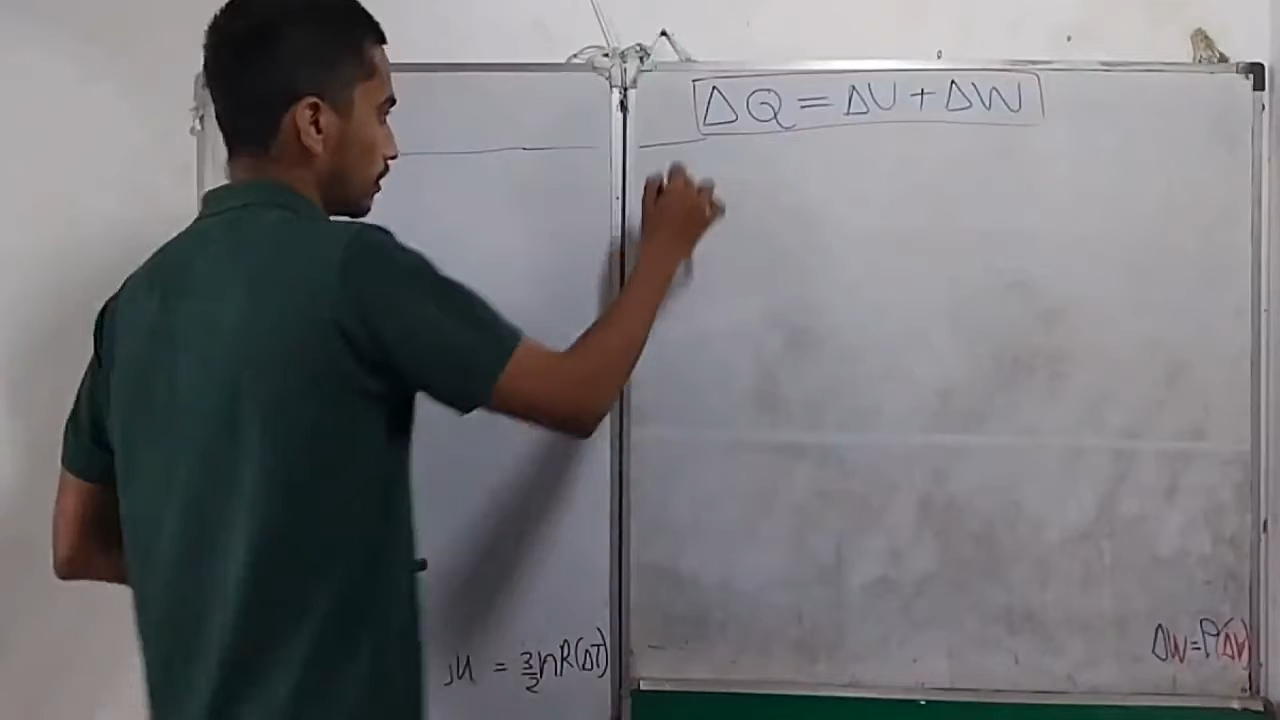 ΔQ = ΔU + ΔW
u = 3/2 nR(ΔT)
ΔW = P(ΔV)